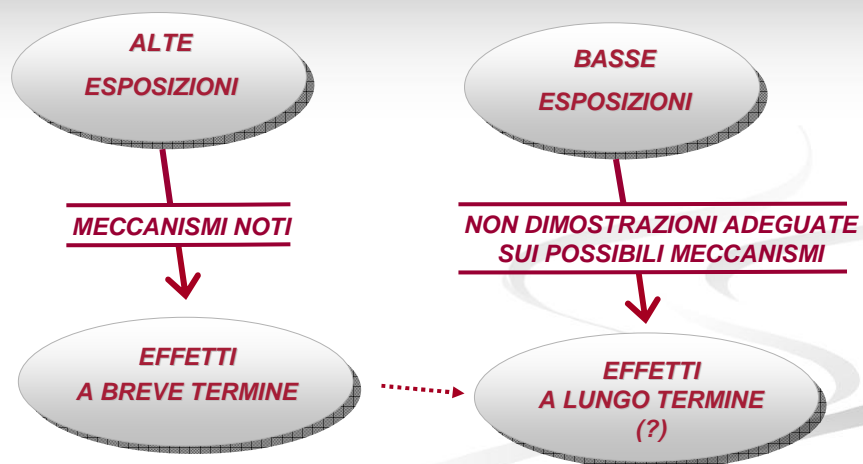 ALTE
ESPOSIZIONI
BASSE
ESPOSIZIONI
MECCANISMI NOTI
NON DIMOSTRAZIONI ADEGUATE
SUI POSSIBILI MECCANISMI
EFFETTI
A BREVE TERMINE
EFFETTI
A LUNGO TERMINE
(?)